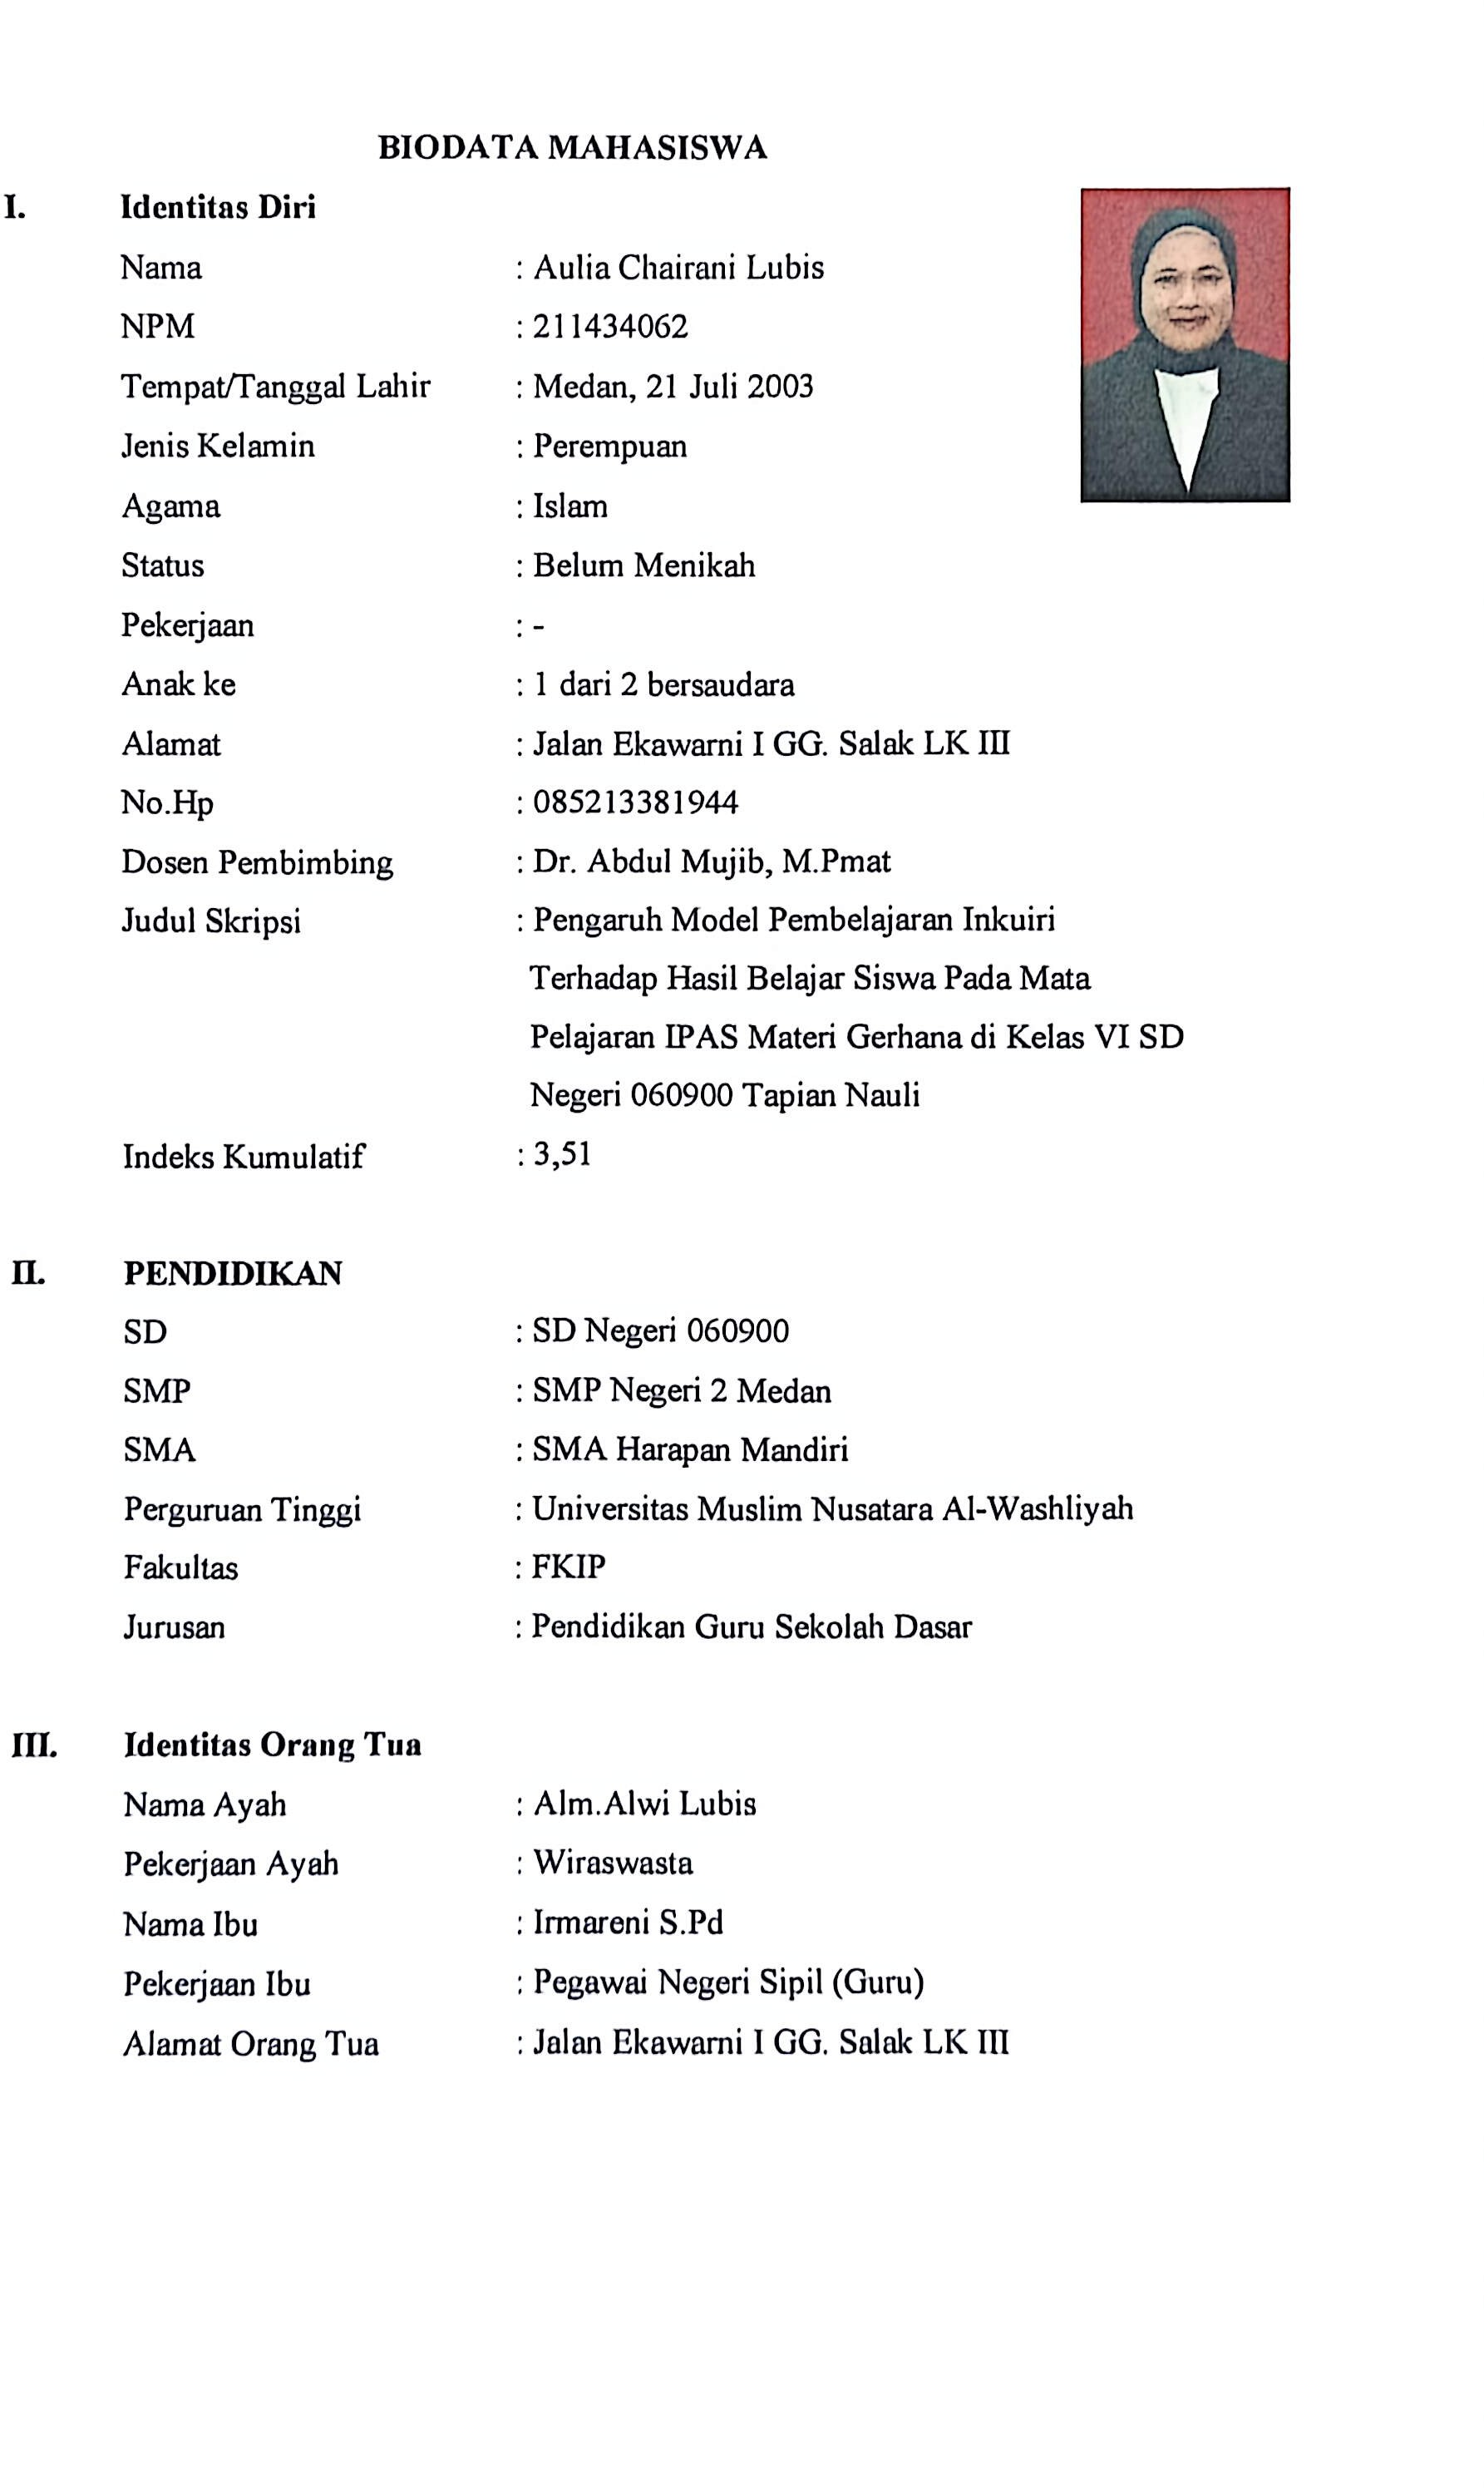 BIODATA MAHASISWA
I. Identitas Diri
Nama : Aulia Chairani Lubis
NPM : 211434062
Tempat/Tanggal Lahir : Medan, 21 Juli 2003
Jenis Kelamin : Perempuan
Agama : Islam
Status : Belum Menikah
Pekerjaan : -
Anak ke : 1 dari 2 bersaudara
Alamat : Jalan Ekawarni I GG. Salak LK III
No.Hp : 085213381944
Dosen Pembimbing : Dr. Abdul Mujib, M.Pmat
Judul Skripsi : Pengaruh Model Pembelajaran Inkuiri
Terhadap Hasil Belajar Siswa Pada Mata
Pelajaran IPAS Materi Gerhana di Kelas VI SD
Negeri 060900 Tapian Nauli
Indeks Kumulatif : 3,51
II. PENDIDIKAN
SD : SD Negeri 060900
SMP : SMP Negeri 2 Medan
SMA : SMA Harapan Mandiri
Perguruan Tinggi : Universitas Muslim Nusatara Al-Washliyah
Fakultas : FKIP
Jurusan : Pendidikan Guru Sekolah Dasar
III. Identitas Orang Tua
Nama Ayah : Alm.Alwi Lubis
Pekerjaan Ayah : Wiraswasta
Nama Ibu : Irmareni S.Pd
Pekerjaan Ibu : Pegawai Negeri Sipil (Guru)
Alamat Orang Tua : Jalan Ekawarni I GG. Salak LK III